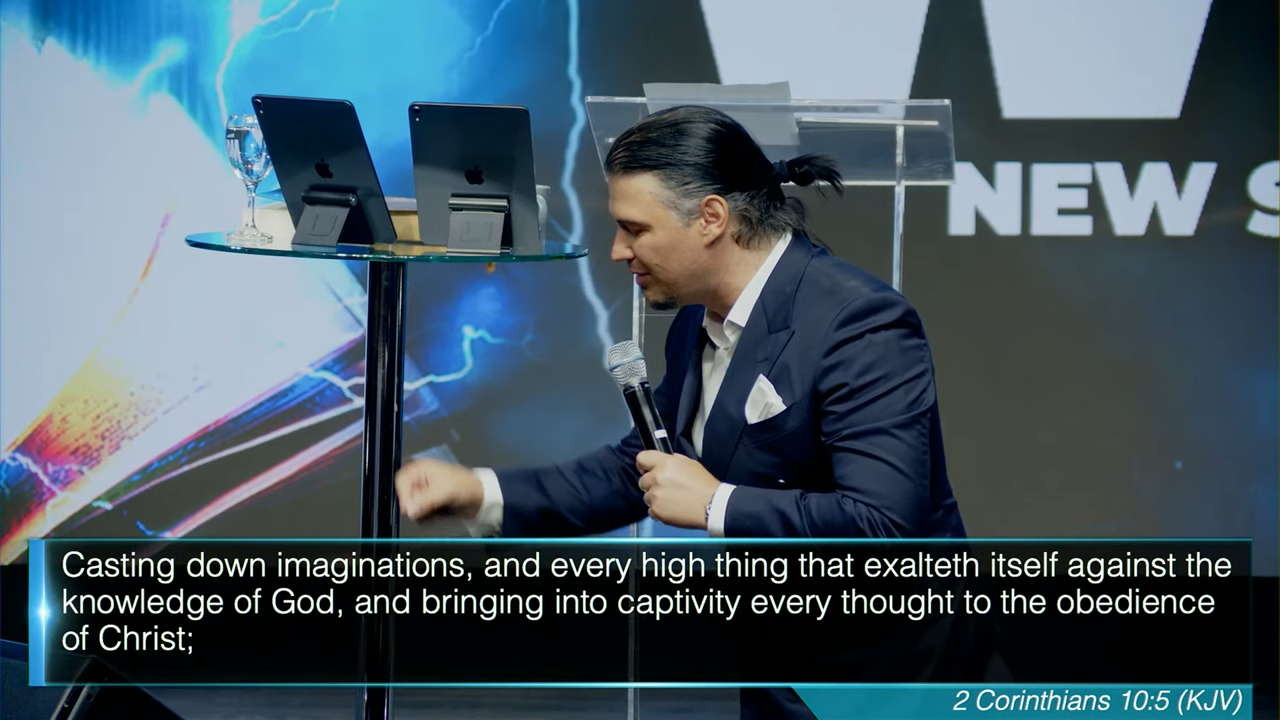 NEW
Casting down imaginations, and every high thing that exalteth itself against the
knowledge of God, and bringing into captivity every thought to the obedience
of Christ;
2 Corinthians 10:5 (KJV)